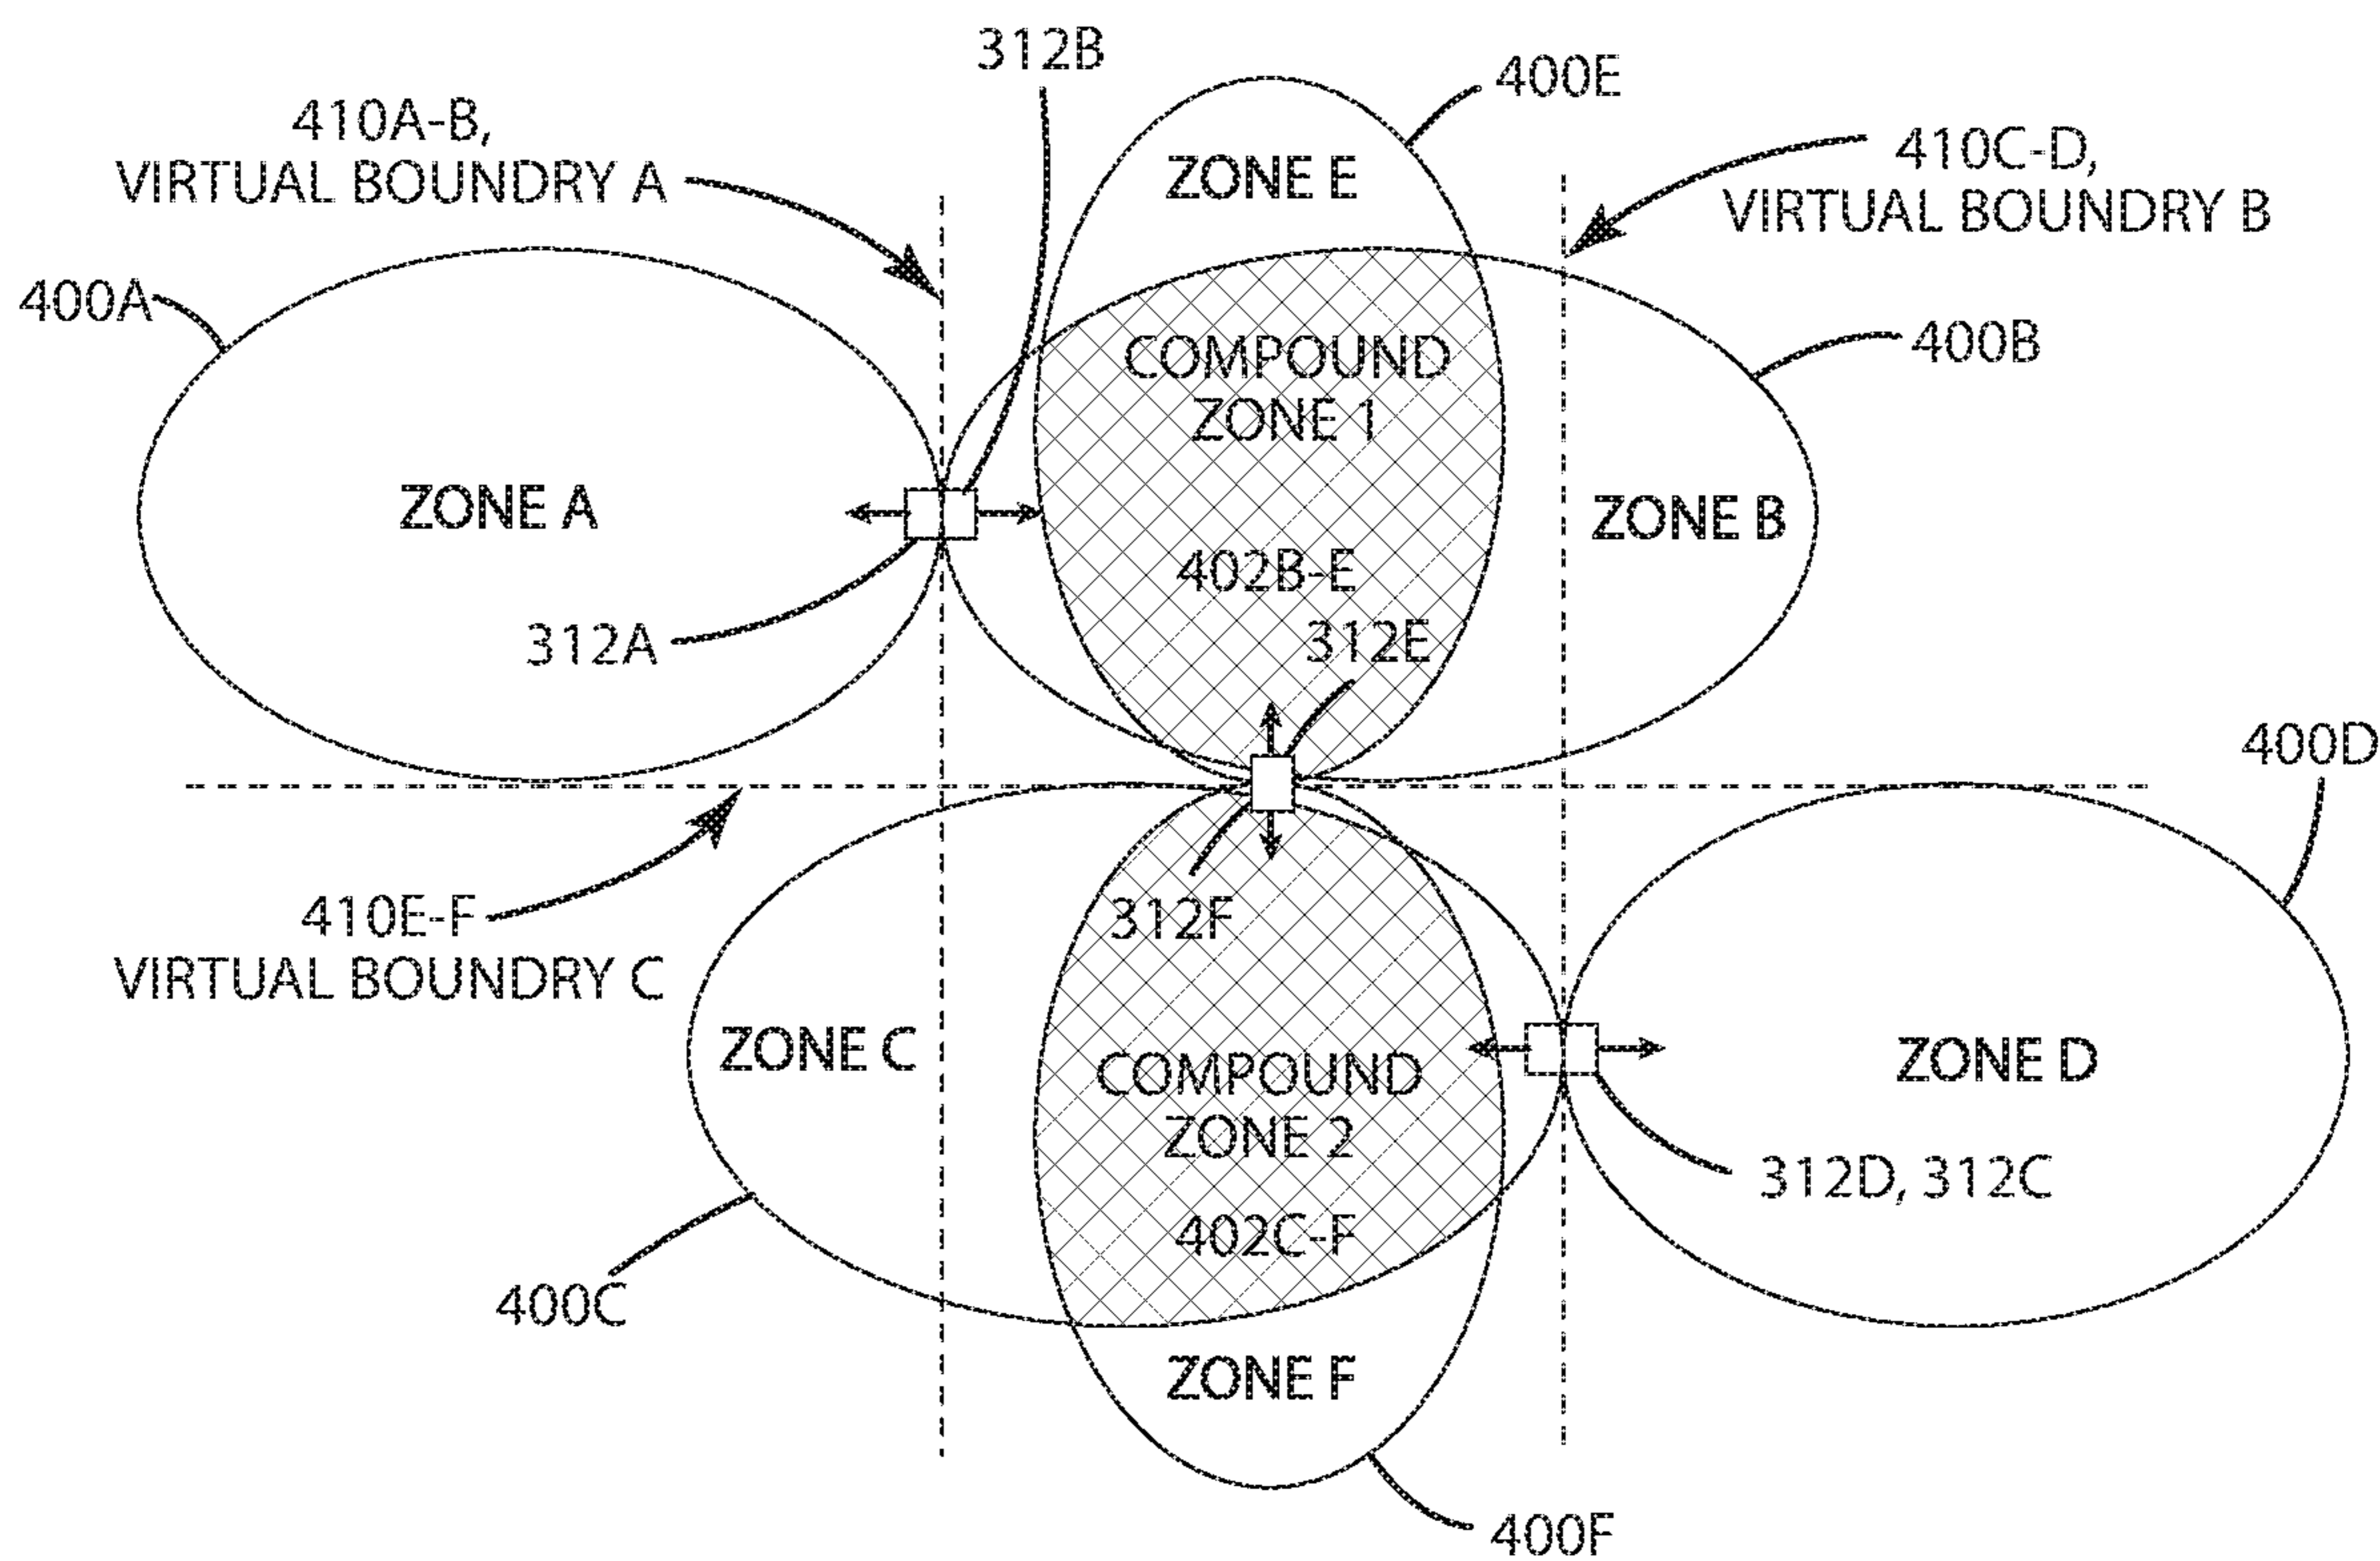 312B
400E
410A-B,
VIRTUAL BOUNDRY A
410C-D,
VIRTUAL BOUNDRY B
ZONE E
400A
400B
COMPOUND
ZONE 1
ZONE A
ZONE B
402B-E
312A
312E
400D
410E-F
VIRTUAL BOUNDRY C
312F
ZONE C
COMPOUND
ZONE 2
ZONE D
312D, 312C
402C-F
400C
ZONE F
400F